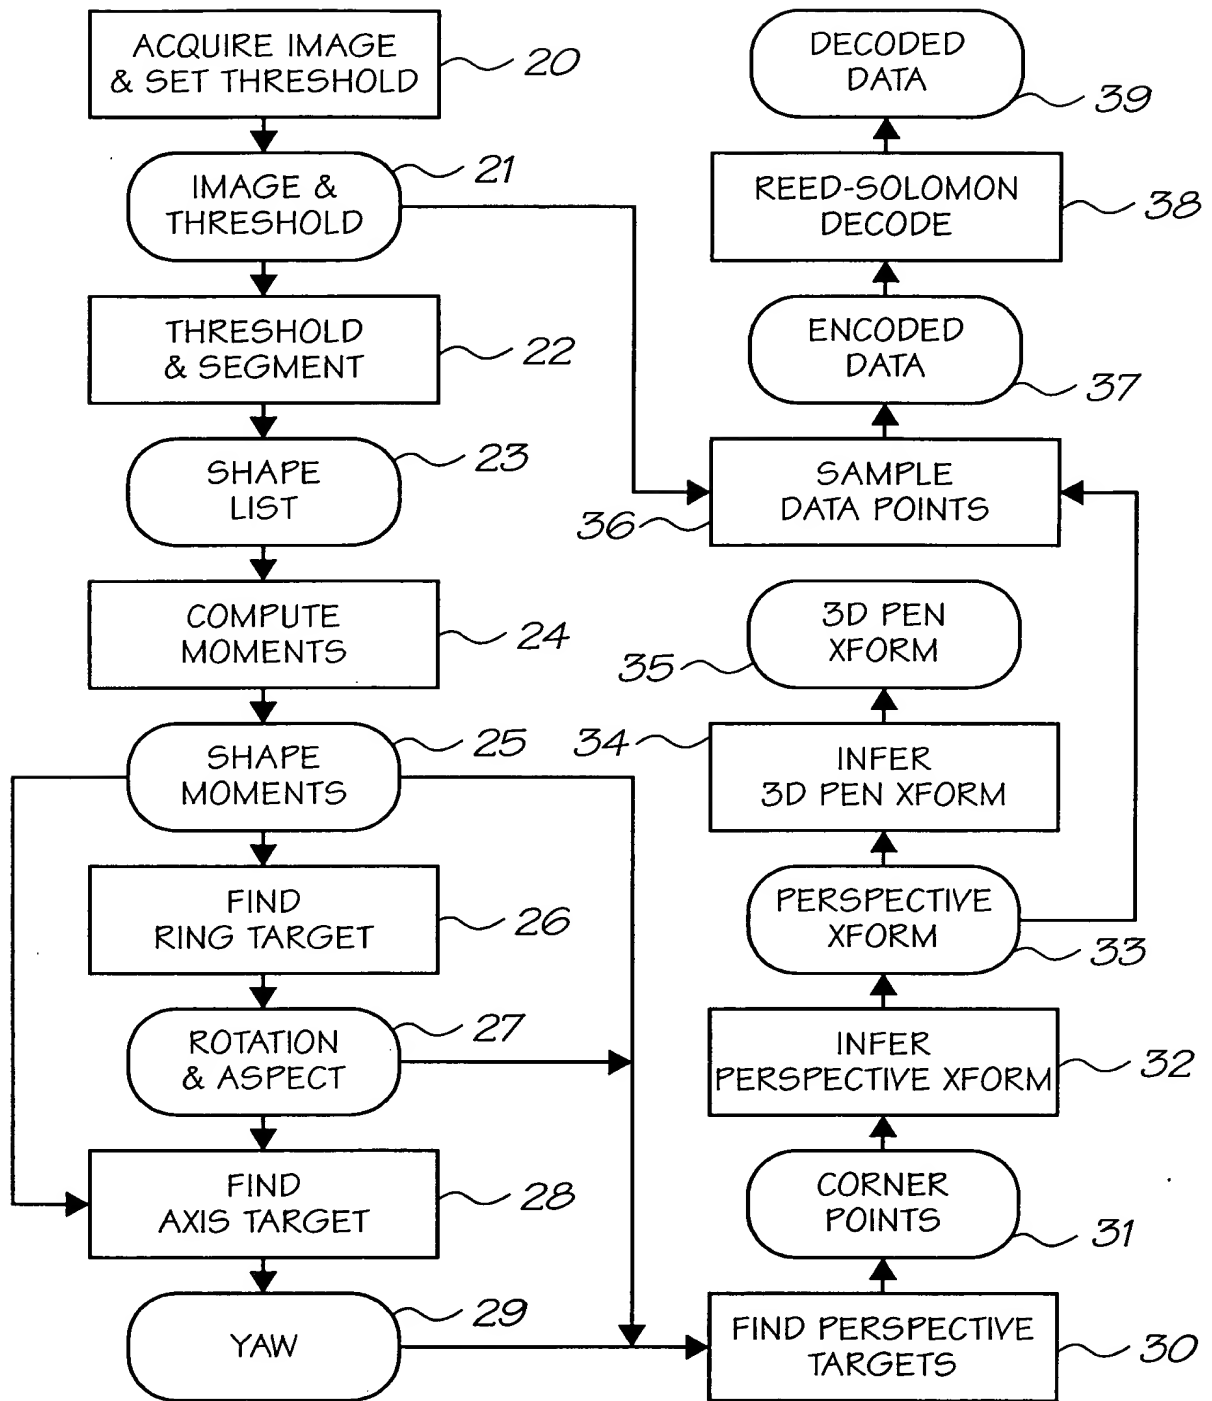 ACQUIRE IMAGE
& SET THRESHOLD
20
IMAGE &
THRESHOLD
21
THRESHOLD
& SEGMENT
22
SHAPE
LIST
23
COMPUTE
MOMENTS
24
SHAPE
MOMENTS
25
FIND
RING TARGET
26
ROTATION
& ASPECT
27
FIND
AXIS TARGET
28
YAW
29
DECODED
DATA
39
REED-SOLOMON
DECODE
38
ENCODED
DATA
37
SAMPLE
DATA POINTS
36
3D PEN
XFORM
35
34
INFER
3D PEN XFORM
PERSPECTIVE
XFORM
33
INFER
PERSPECTIVE XFORM
32
CORNER
POINTS
31
FIND PERSPECTIVE
TARGETS
30